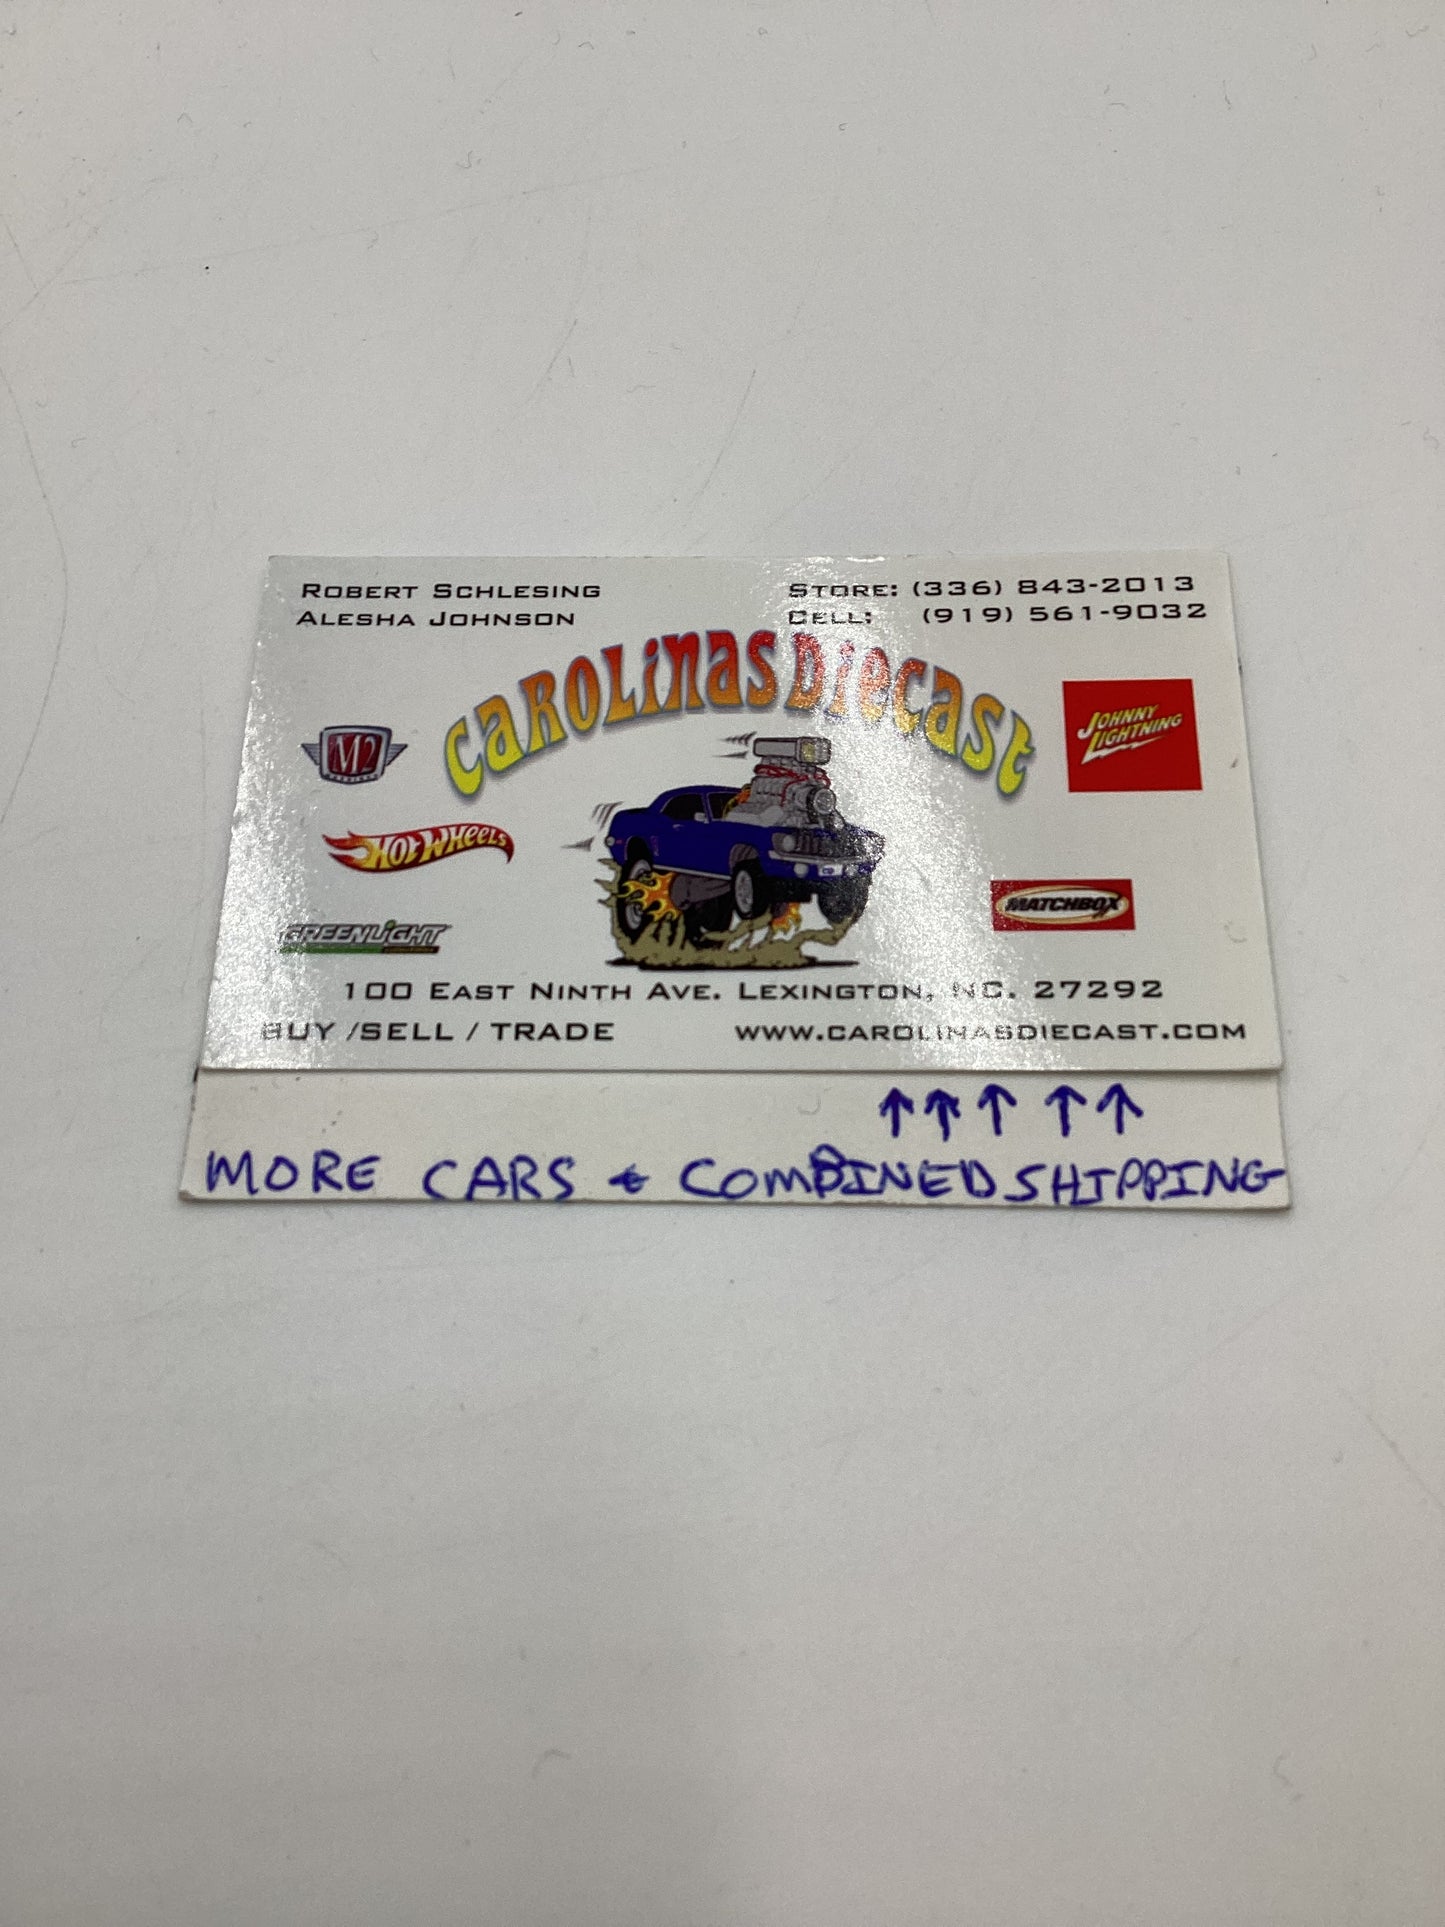 ROBERT SCHLESING
ALESHA JOHNSON
STORE: (336) 843-2013
CELL: (919) 561-9032
CAROLINAS DIECAST
M2
JOHNNY
LIGHTNING
HOT WHEELS
MATCHBOX
GREENLIGHT
100 EAST NINTH AVE. LEXINGTON, NC. 27292
BUY /SELL / TRADE
WWW.CAROLINASDIECAST.COM
↑↑↑ ↑↑
MORE CARS & COMBINED SHIPPING